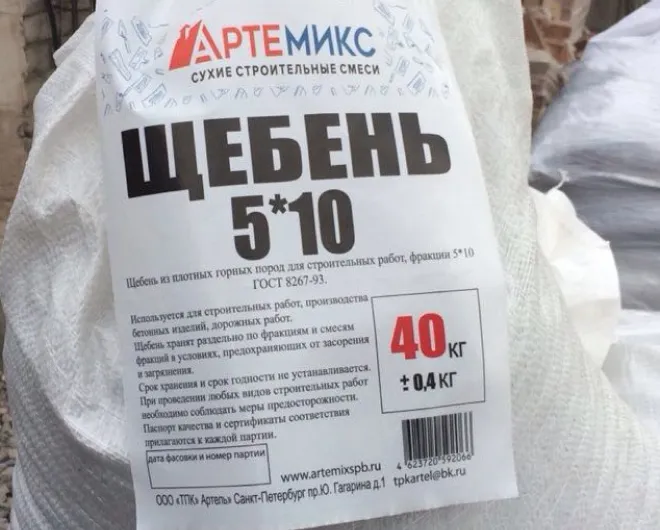 АРТЕМИКС
СУХИЕ СТРОИТЕЛЬНЫЕ СМЕСИ
ЩЕБЕНЬ
5*10
Щебень из плотных горных пород для строительных работ, фракции 5*10
ГОСТ 8267-93.
Используется для строительных работ, производства
бетонных изделий, дорожных работ.
Щебень хранят раздельно по фракциям и смесям
фракций в условиях, предохраняющих от засорения
и загрязнения.
Срок хранения и срок годности не устанавливается.
При проведении любых видов строительных работ
необходимо соблюдать меры предосторожности.
Паспорт качества и сертификаты соответствия
прилагаются к каждой партии.
40 КГ
± 0,4 КГ
дата фасовки и номер партии
4 623720 592066
www.artemixspb.ru
tpkartel@bk.ru
ООО «ТПК» Артель» Санкт-Петербург пр.Ю. Гагарина д.1